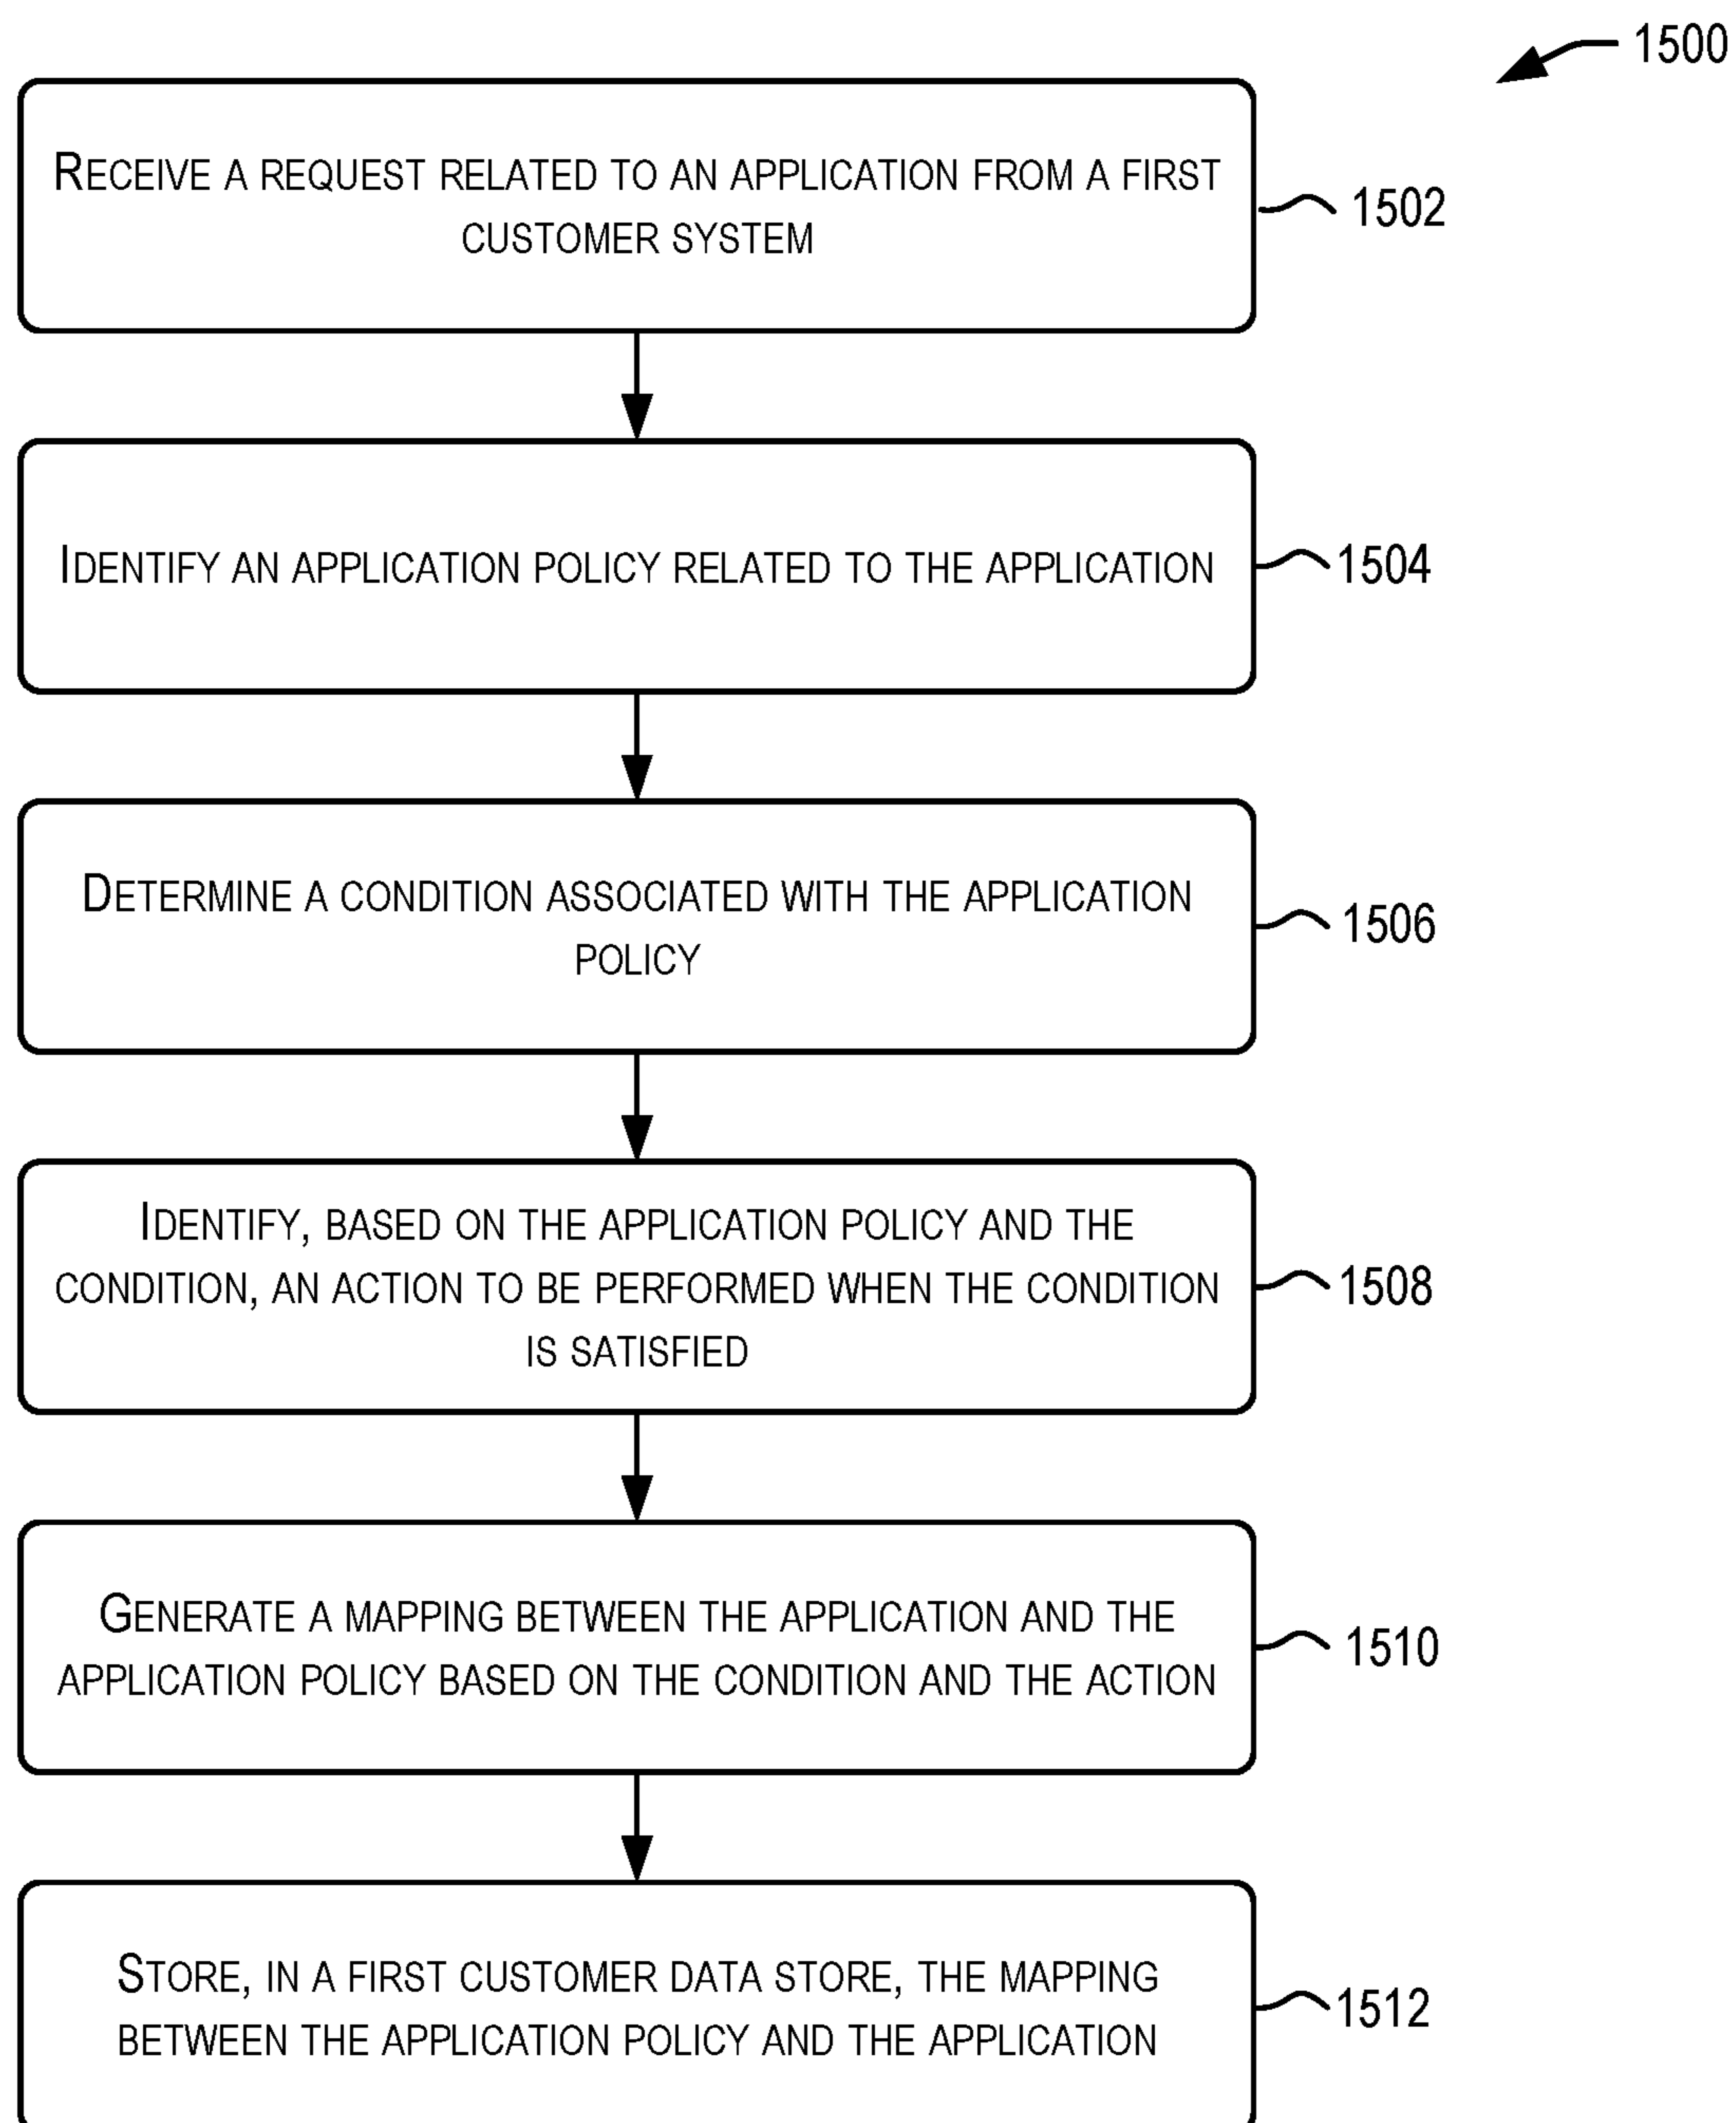 1500
RECEIVE A REQUEST RELATED TO AN APPLICATION FROM A FIRST
CUSTOMER SYSTEM
1502
IDENTIFY AN APPLICATION POLICY RELATED TO THE APPLICATION
1504
DETERMINE A CONDITION ASSOCIATED WITH THE APPLICATION
POLICY
1506
IDENTIFY, BASED ON THE APPLICATION POLICY AND THE
CONDITION, AN ACTION TO BE PERFORMED WHEN THE CONDITION
IS SATISFIED
1508
GENERATE A MAPPING BETWEEN THE APPLICATION AND THE
APPLICATION POLICY BASED ON THE CONDITION AND THE ACTION
1510
STORE, IN A FIRST CUSTOMER DATA STORE, THE MAPPING
BETWEEN THE APPLICATION POLICY AND THE APPLICATION
1512